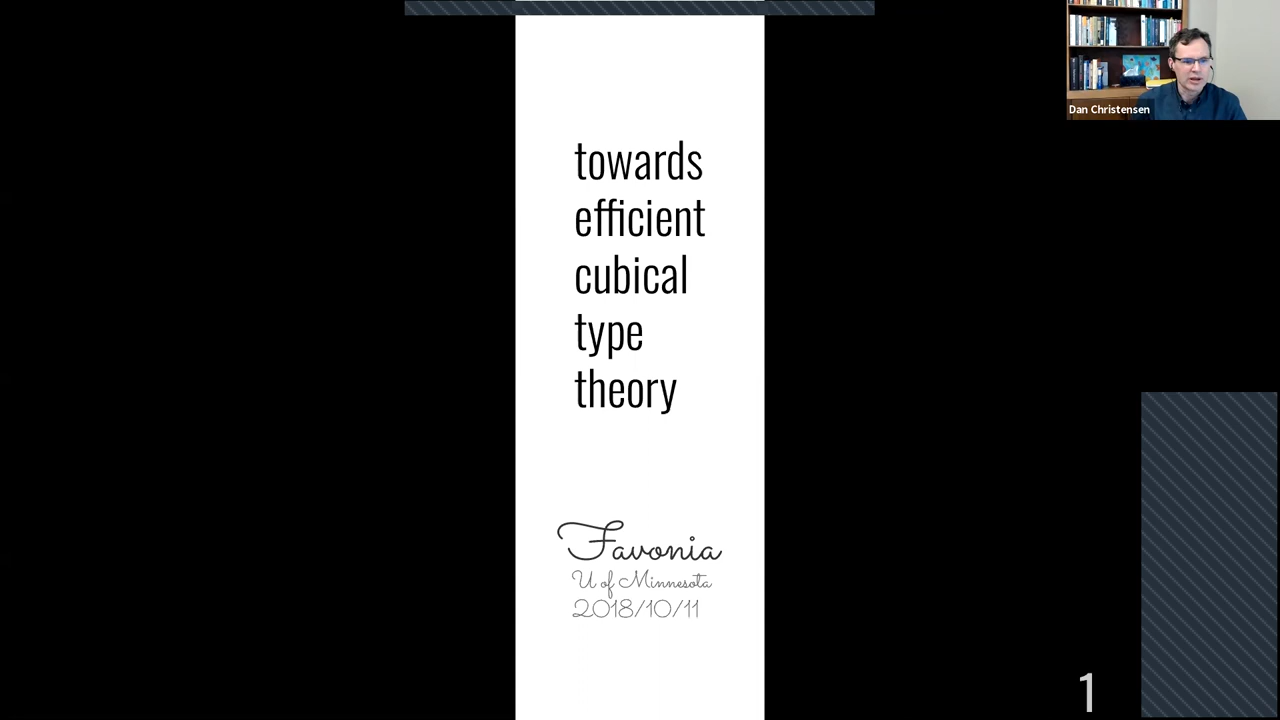 Dan Christensen
towards
efficient
cubical
type
theory
Favonia
U of Minnesota
2018/10/11
1